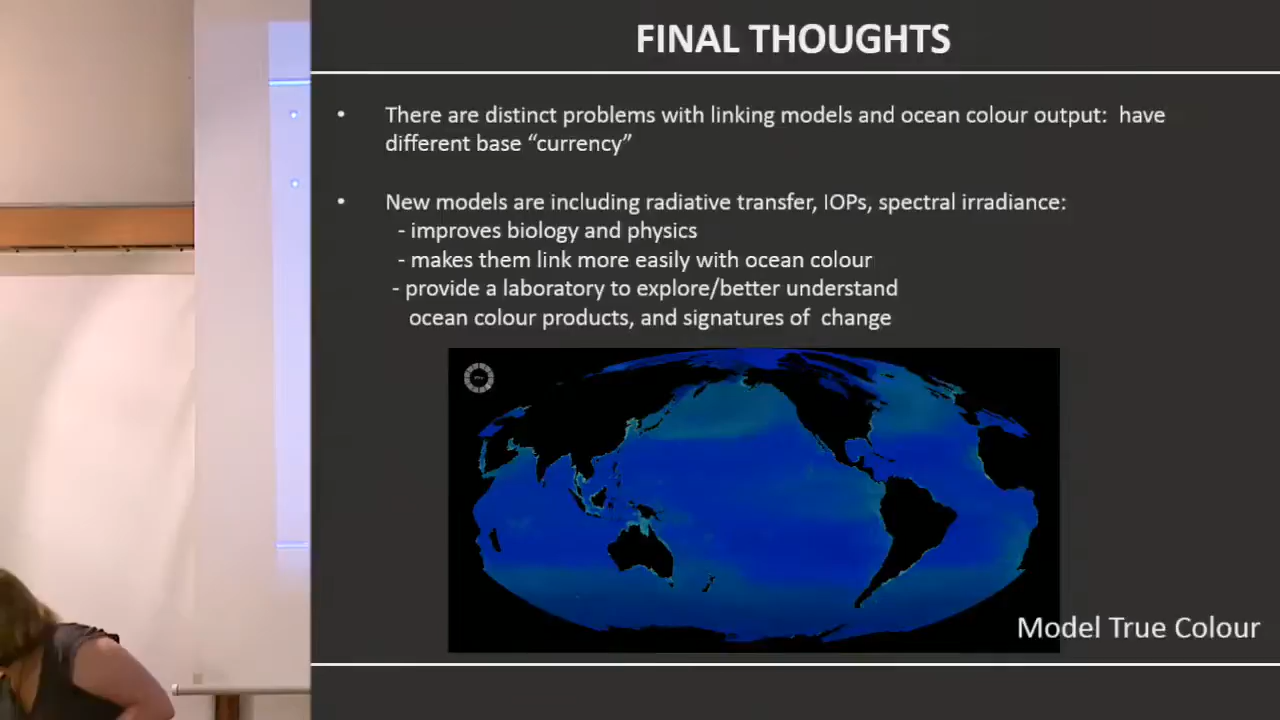 FINAL THOUGHTS
• There are distinct problems with linking models and ocean colour output: have
different base “currency”
• New models are including radiative transfer, IOPs, spectral irradiance:
- improves biology and physics
- makes them link more easily with ocean colour
- provide a laboratory to explore/better understand
ocean colour products, and signatures of change
Model True Colour